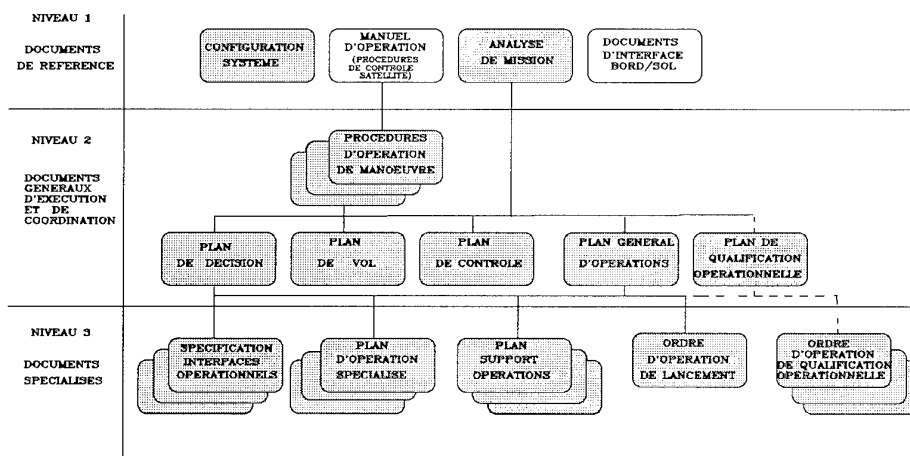 NIVEAU 1
DOCUMENTS
DE REFERENCE
CONFIGURATION
SYSTEME
MANUEL
D'OPERATION
(PROCEDURES
DE CONTROLE
SATELLITE)
ANALYSE
DE MISSION
DOCUMENTS
D'INTERFACE
BORD/SOL
NIVEAU 2
DOCUMENTS
GENERAUX
D'EXECUTION
ET DE
COORDINATION
PROCEDURES
D'OPERATION
DE MANOEUVRE
PLAN
DE DECISION
PLAN
DE VOL
PLAN
DE CONTROLE
PLAN GENERAL
D'OPERATIONS
PLAN DE
QUALIFICATION
OPERATIONNELLE
NIVEAU 3
DOCUMENTS
SPECIALISES
SPECIFICATION
INTERFACES
OPERATIONNELS
PLAN
D'OPERATION
SPECIALISE
PLAN
SUPPORT
OPERATIONS
ORDRE
D'OPERATION
DE LANCEMENT
ORDRE
D'OPERATION
DE QUALIFICATION
OPERATIONNELLE